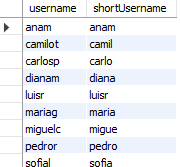 username shortUsername
anam anam
camilot camil
carlosp carlo
dianam diana
luisr luisr
mariag maria
miguelc migue
pedror pedro
sofial sofia